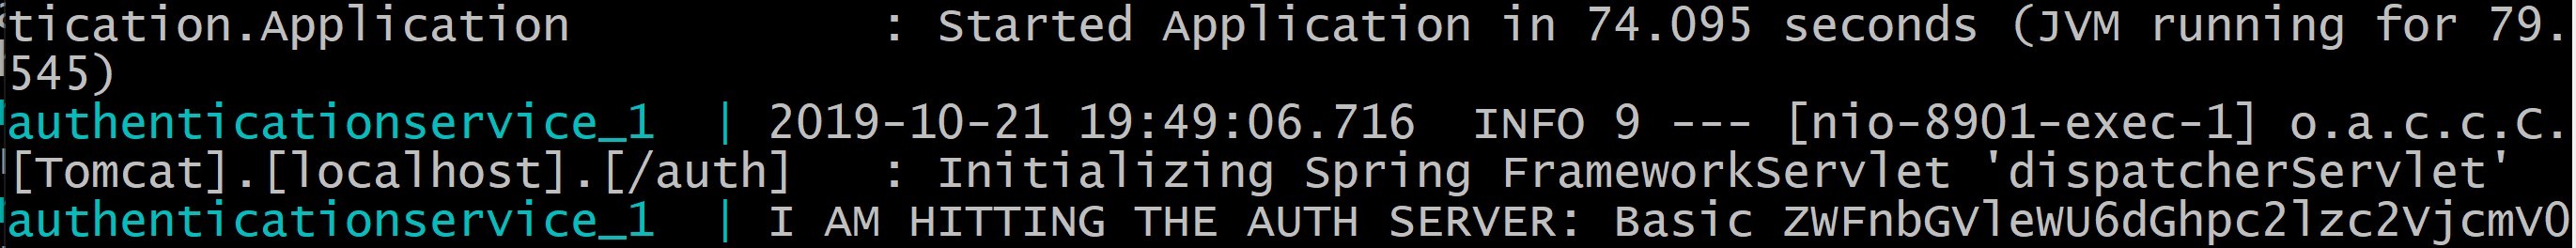 tication.Application             : Started Application in 74.095 seconds (JVM running for 79.
545)
authenticationservice_1  | 2019-10-21 19:49:06.716  INFO 9 --- [nio-8901-exec-1] o.a.c.c.C.
[Tomcat].[localhost].[/auth]   : Initializing Spring FrameworkServlet 'dispatcherServlet'
authenticationservice_1  | I AM HITTING THE AUTH SERVER: Basic ZWFnbGVleWU6dGhpc2lzc2VjcmV0